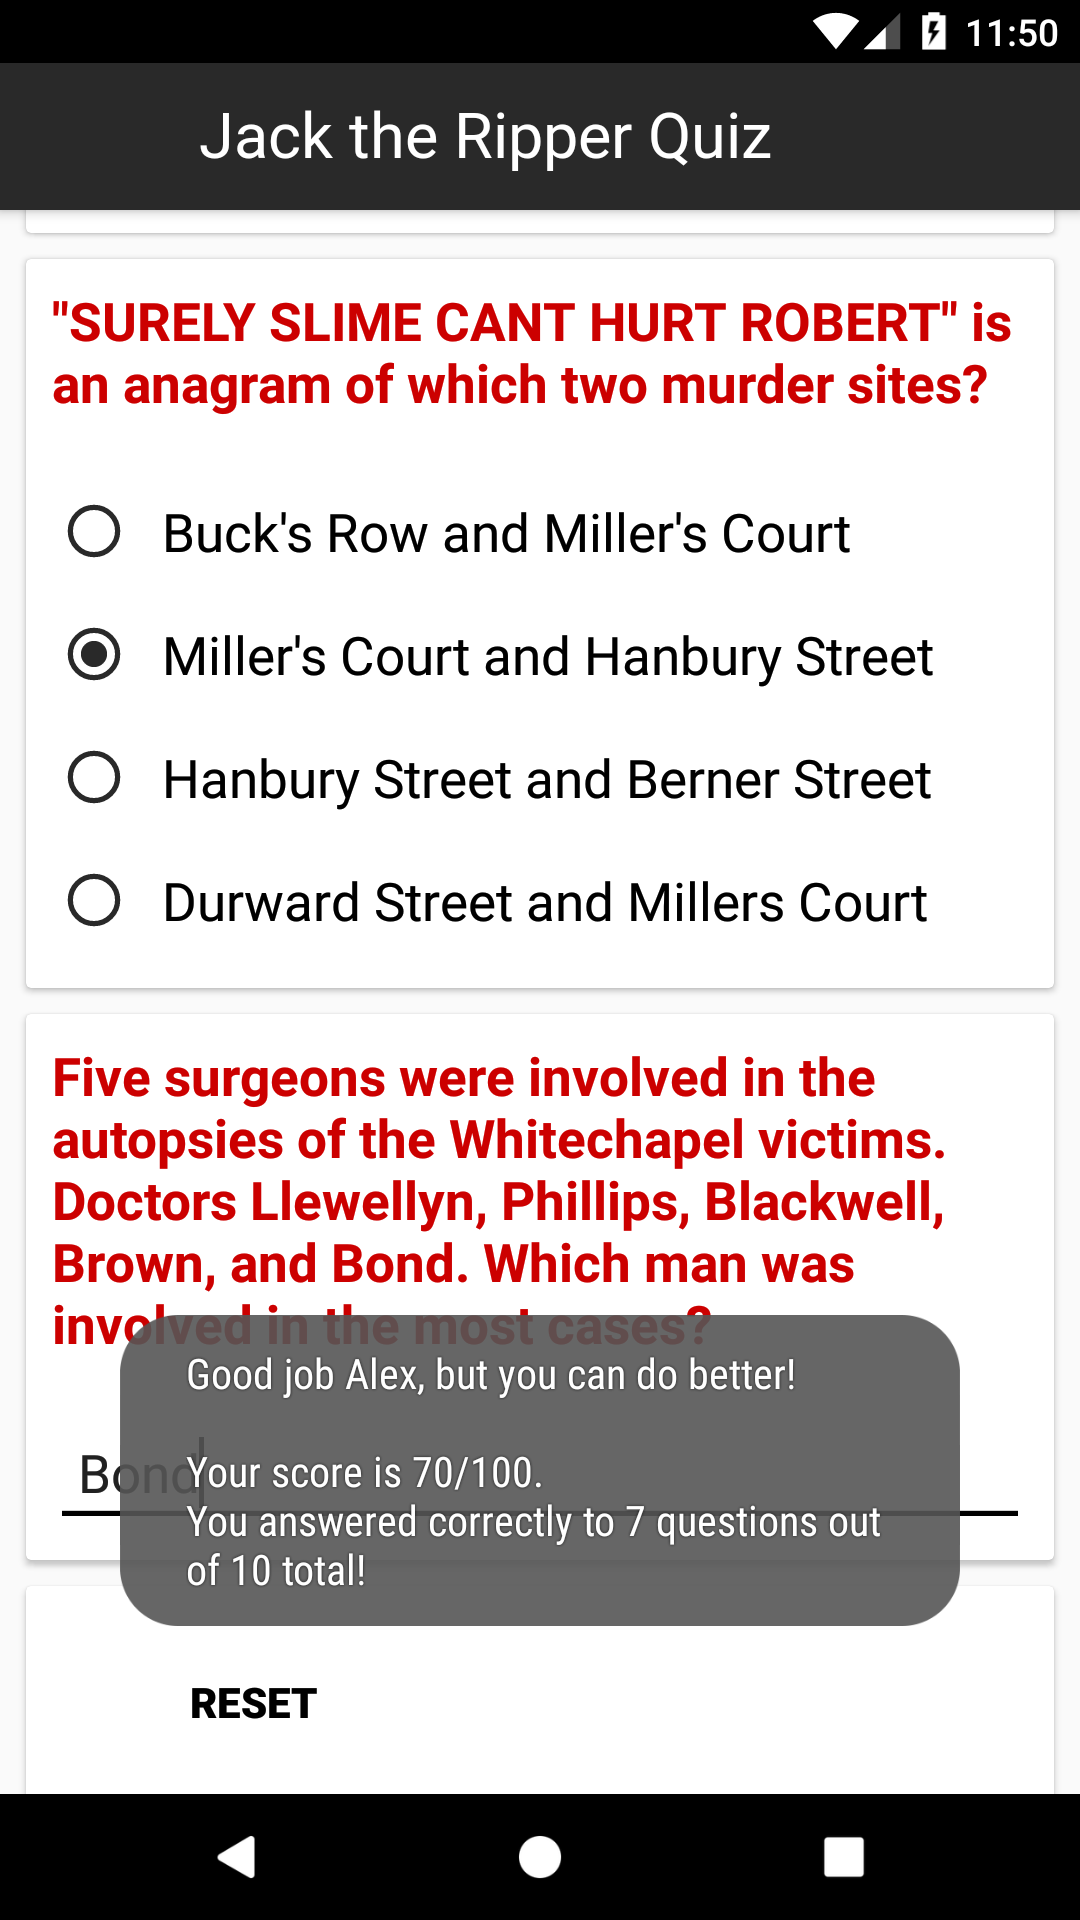 11:50
Jack the Ripper Quiz
"SURELY SLIME CANT HURT ROBERT" is
an anagram of which two murder sites?
Buck's Row and Miller's Court
Miller's Court and Hanbury Street
Hanbury Street and Berner Street
Durward Street and Millers Court
Five surgeons were involved in the
autopsies of the Whitechapel victims.
Doctors Llewellyn, Phillips, Blackwell,
Brown, and Bond. Which man was
involved in the most cases?
Good job Alex, but you can do better!
Bond
Your score is 70/100.
You answered correctly to 7 questions out
of 10 total!
RESET